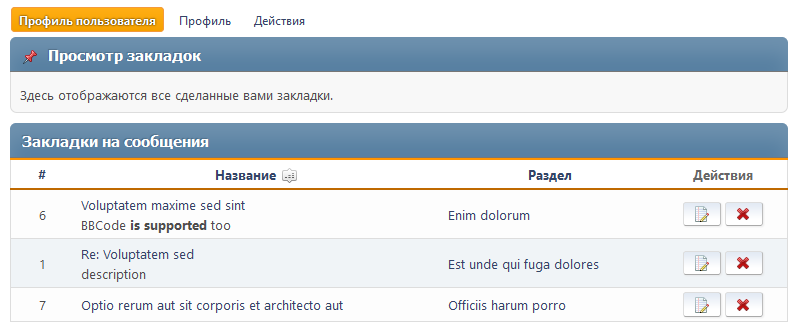 Профиль пользователя Профиль Действия
Просмотр закладок
Здесь отображаются все сделанные вами закладки.
Закладки на сообщения
# Название Раздел Действия
6 Voluptatem maxime sed sint Enim dolorum
BBCode is supported too
1 Re: Voluptatem sed Est unde qui fuga dolores
description
7 Optio rerum aut sit corporis et architecto aut Officiis harum porro